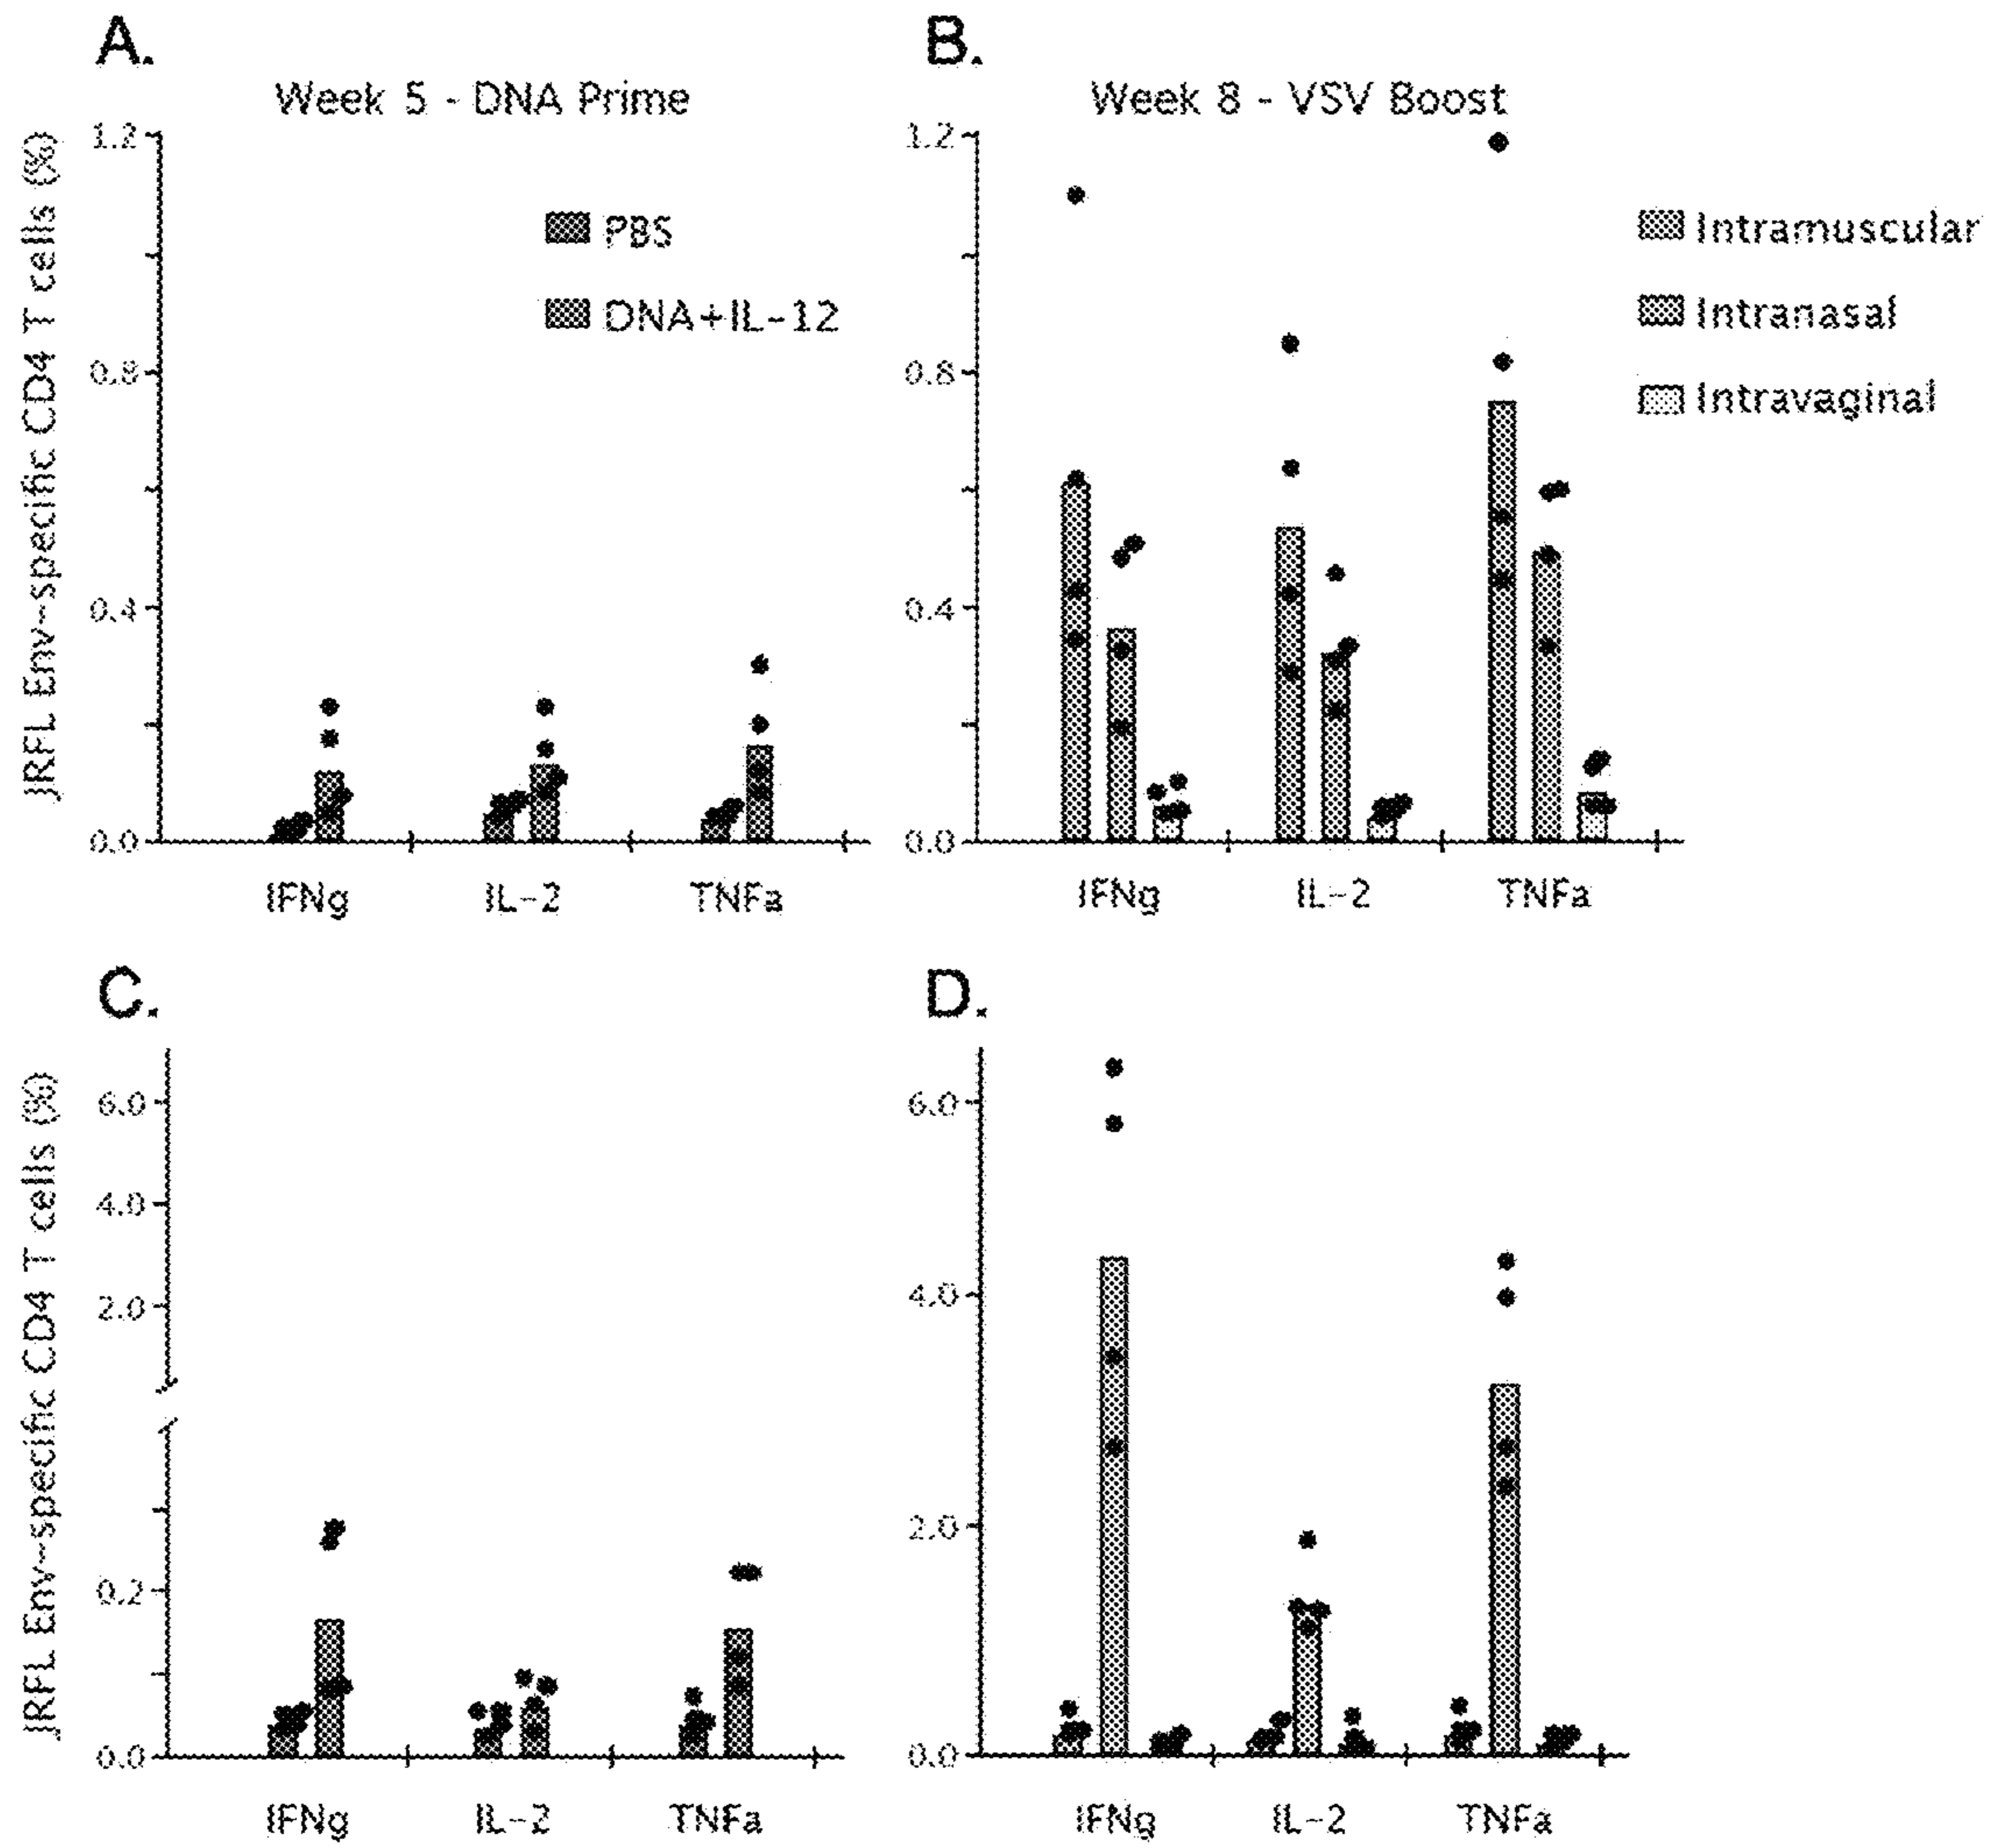 A.
Week 5 - DNA Prime
JRFL Env-specific CD4 T cells (%)
1.2
0.8
0.4
0.0
PBS
DNA+IL-12
IFNg IL-2 TNFa
B.
Week 8 - VSV Boost
1.2
0.8
0.4
0.0
Intramuscular
Intranasal
Intravaginal
IFNg IL-2 TNFa
C.
JRFL Env-specific CD4 T cells (%)
6.0
4.0
2.0
0.2
0.0
IFNg IL-2 TNFa
D.
6.0
4.0
2.0
0.0
IFNg IL-2 TNFa